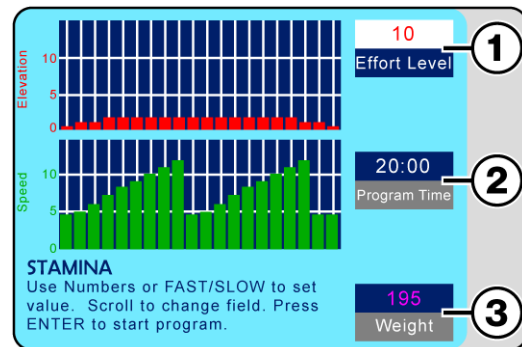 Elevation
10
5
0
Speed
10
5
0
10
Effort Level
1
20:00
Program Time
2
STAMINA
Use Numbers or FAST/SLOW to set
value. Scroll to change field. Press
ENTER to start program.
195
Weight
3